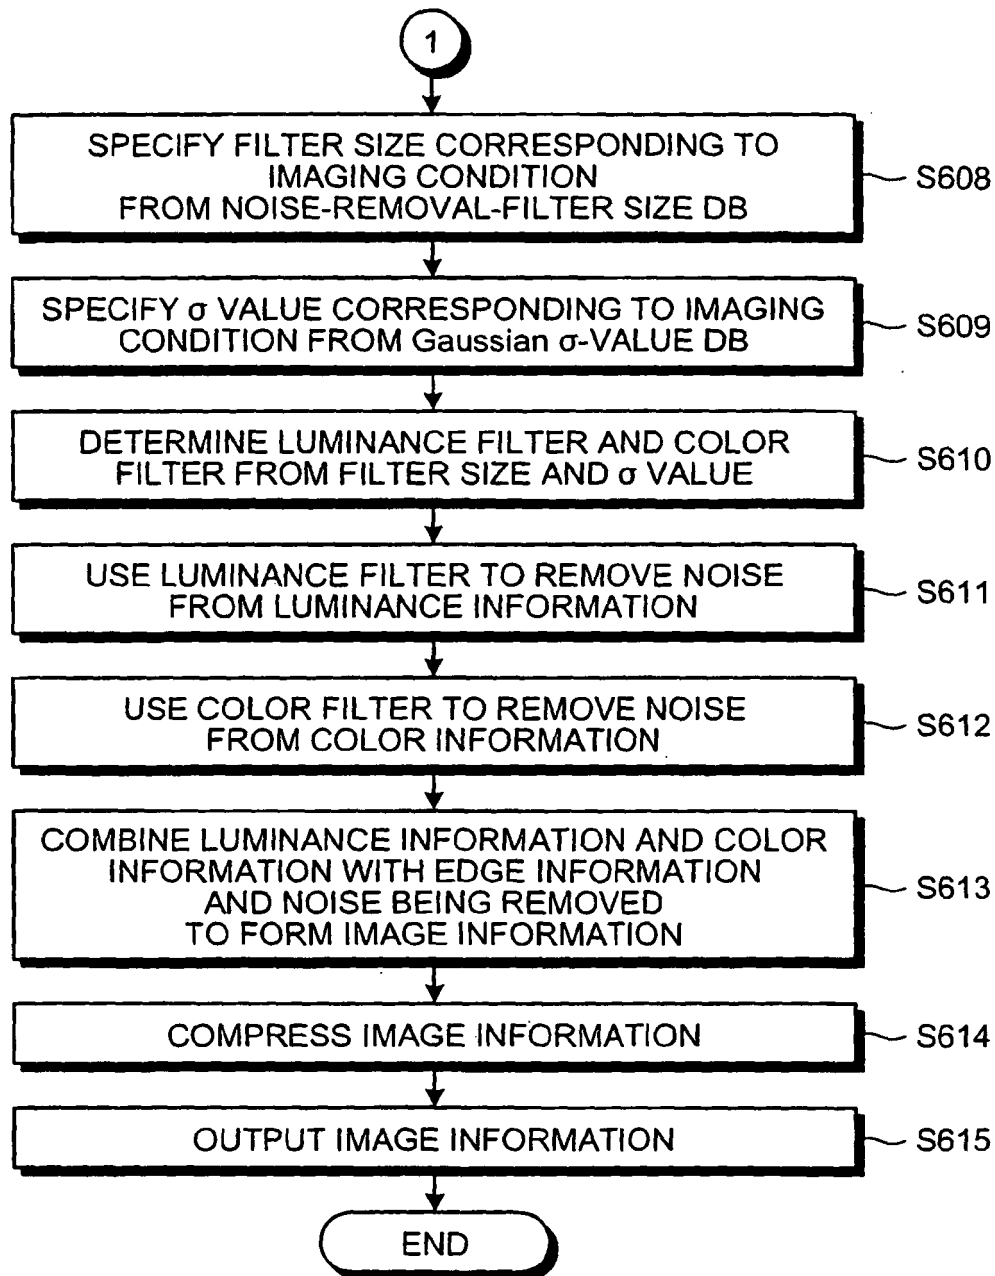 1
SPECIFY FILTER SIZE CORRESPONDING TO
IMAGING CONDITION
FROM NOISE-REMOVAL-FILTER SIZE DB
S608
SPECIFY σ VALUE CORRESPONDING TO IMAGING
CONDITION FROM Gaussian σ-VALUE DB
S609
DETERMINE LUMINANCE FILTER AND COLOR
FILTER FROM FILTER SIZE AND σ VALUE
S610
USE LUMINANCE FILTER TO REMOVE NOISE
FROM LUMINANCE INFORMATION
S611
USE COLOR FILTER TO REMOVE NOISE
FROM COLOR INFORMATION
S612
COMBINE LUMINANCE INFORMATION AND COLOR
INFORMATION WITH EDGE INFORMATION
AND NOISE BEING REMOVED
TO FORM IMAGE INFORMATION
S613
COMPRESS IMAGE INFORMATION
S614
OUTPUT IMAGE INFORMATION
S615
END